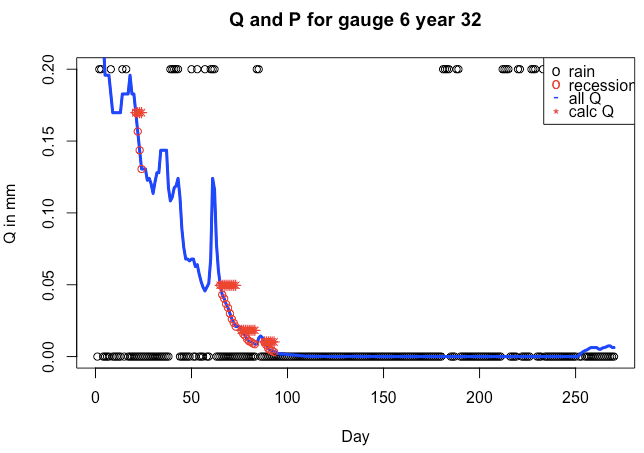 Q and P for gauge 6 year 32
Q in mm
0.20
0.15
0.10
0.05
0.00
rain
recession
all Q
calc Q
0 50 100 150 200 250
Day